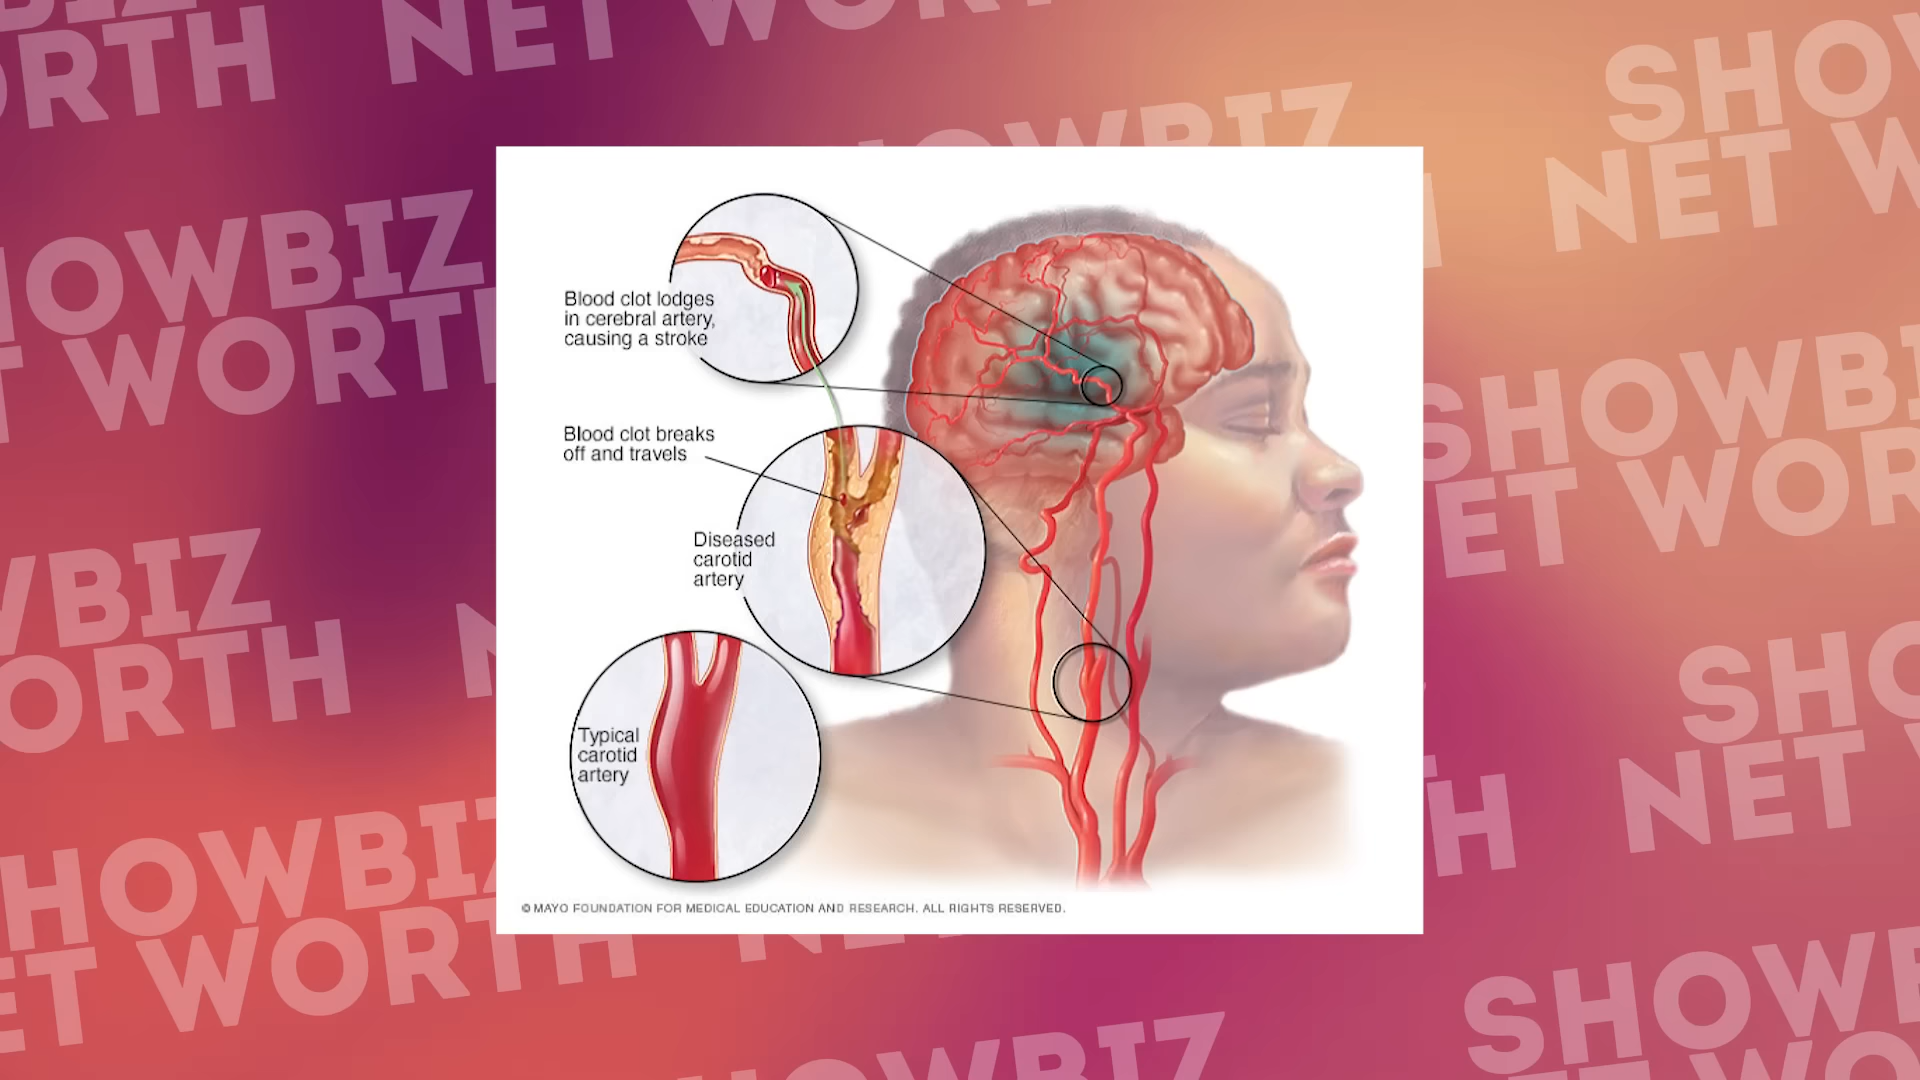 SHOWBIZ
NET WORTH
Blood clot lodges
in cerebral artery,
causing a stroke
Blood clot breaks
off and travels
Diseased
carotid
artery
Typical
carotid
artery
© MAYO FOUNDATION FOR MEDICAL EDUCATION AND RESEARCH. ALL RIGHTS RESERVED.